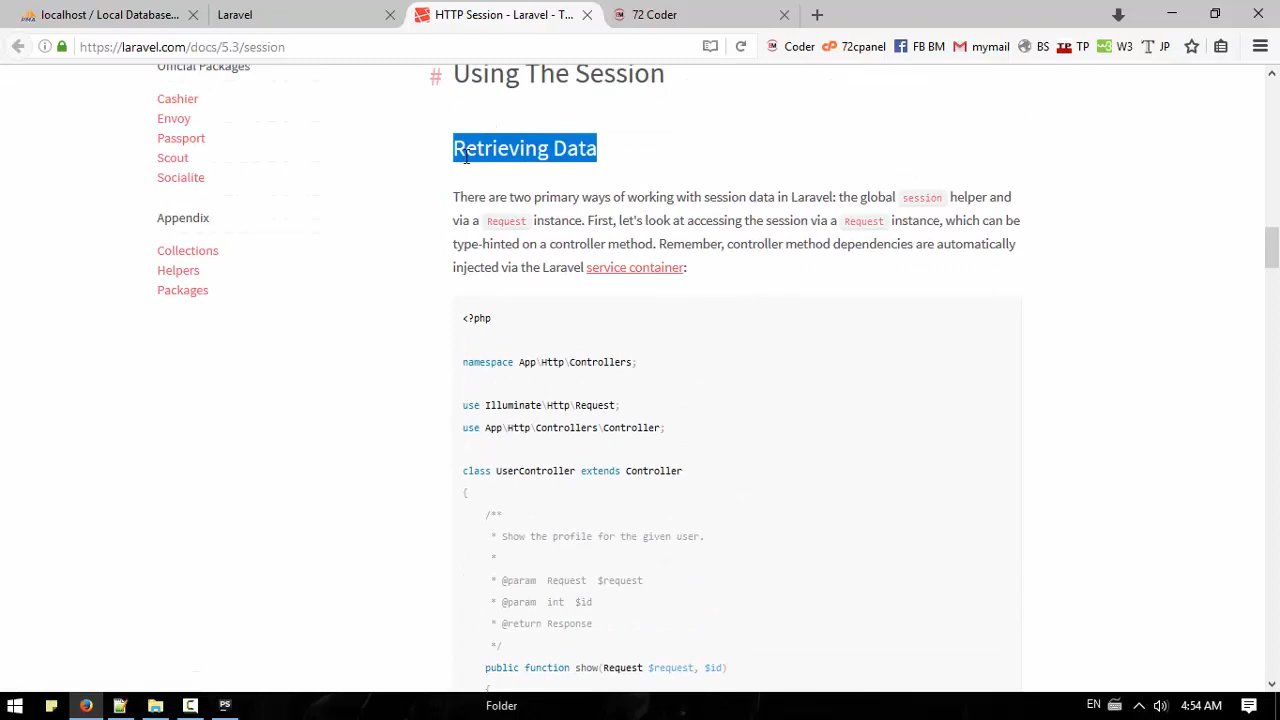 localhost / Local Database...
Laravel
HTTP Session - Laravel - T...
72 Coder
https://laravel.com/docs/5.3/session
Coder
72cpanel
FB BM
mymail
BS
TP
W3
JP
Official Packages
Cashier
Envoy
Passport
Scout
Socialite
Appendix
Collections
Helpers
Packages
# Using The Session
Retrieving Data
There are two primary ways of working with session data in Laravel: the global session helper and
via a Request instance. First, let's look at accessing the session via a Request instance, which can be
type-hinted on a controller method. Remember, controller method dependencies are automatically
injected via the Laravel service container:
<?php
namespace App\Http\Controllers;
use Illuminate\Http\Request;
use App\Http\Controllers\Controller;
class UserController extends Controller
{
/**
* Show the profile for the given user.
*
* @param Request $request
* @param int $id
* @return Response
*/
public function show(Request $request, $id)
{
Folder
EN
4:54 AM